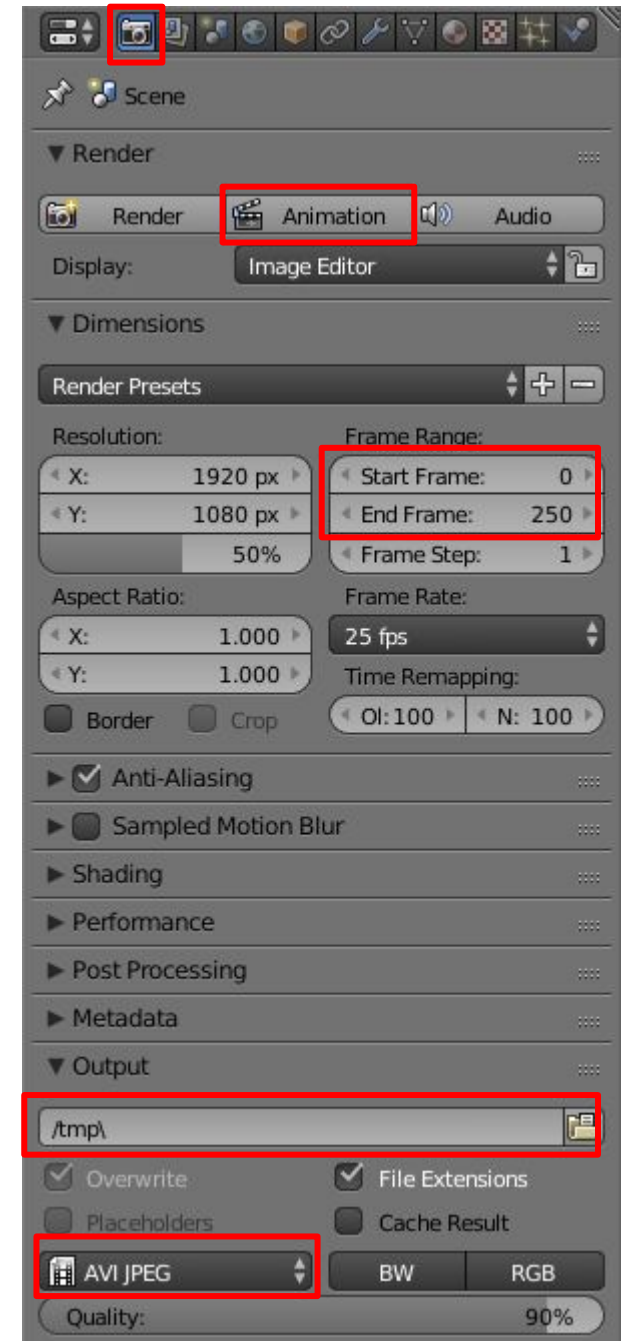 Scene
Render
Render Animation Audio
Display: Image Editor
Dimensions
Render Presets
Resolution: Frame Range:
X: 1920 px Start Frame: 0
Y: 1080 px End Frame: 250
50% Frame Step: 1
Aspect Ratio: Frame Rate:
X: 1.000 25 fps
Y: 1.000 Time Remapping:
Border Crop Ol:100 N: 100
Anti-Aliasing
Sampled Motion Blur
Shading
Performance
Post Processing
Metadata
Output
/tmp\
Overwrite File Extensions
Placeholders Cache Result
AVI JPEG BW RGB
Quality: 90%